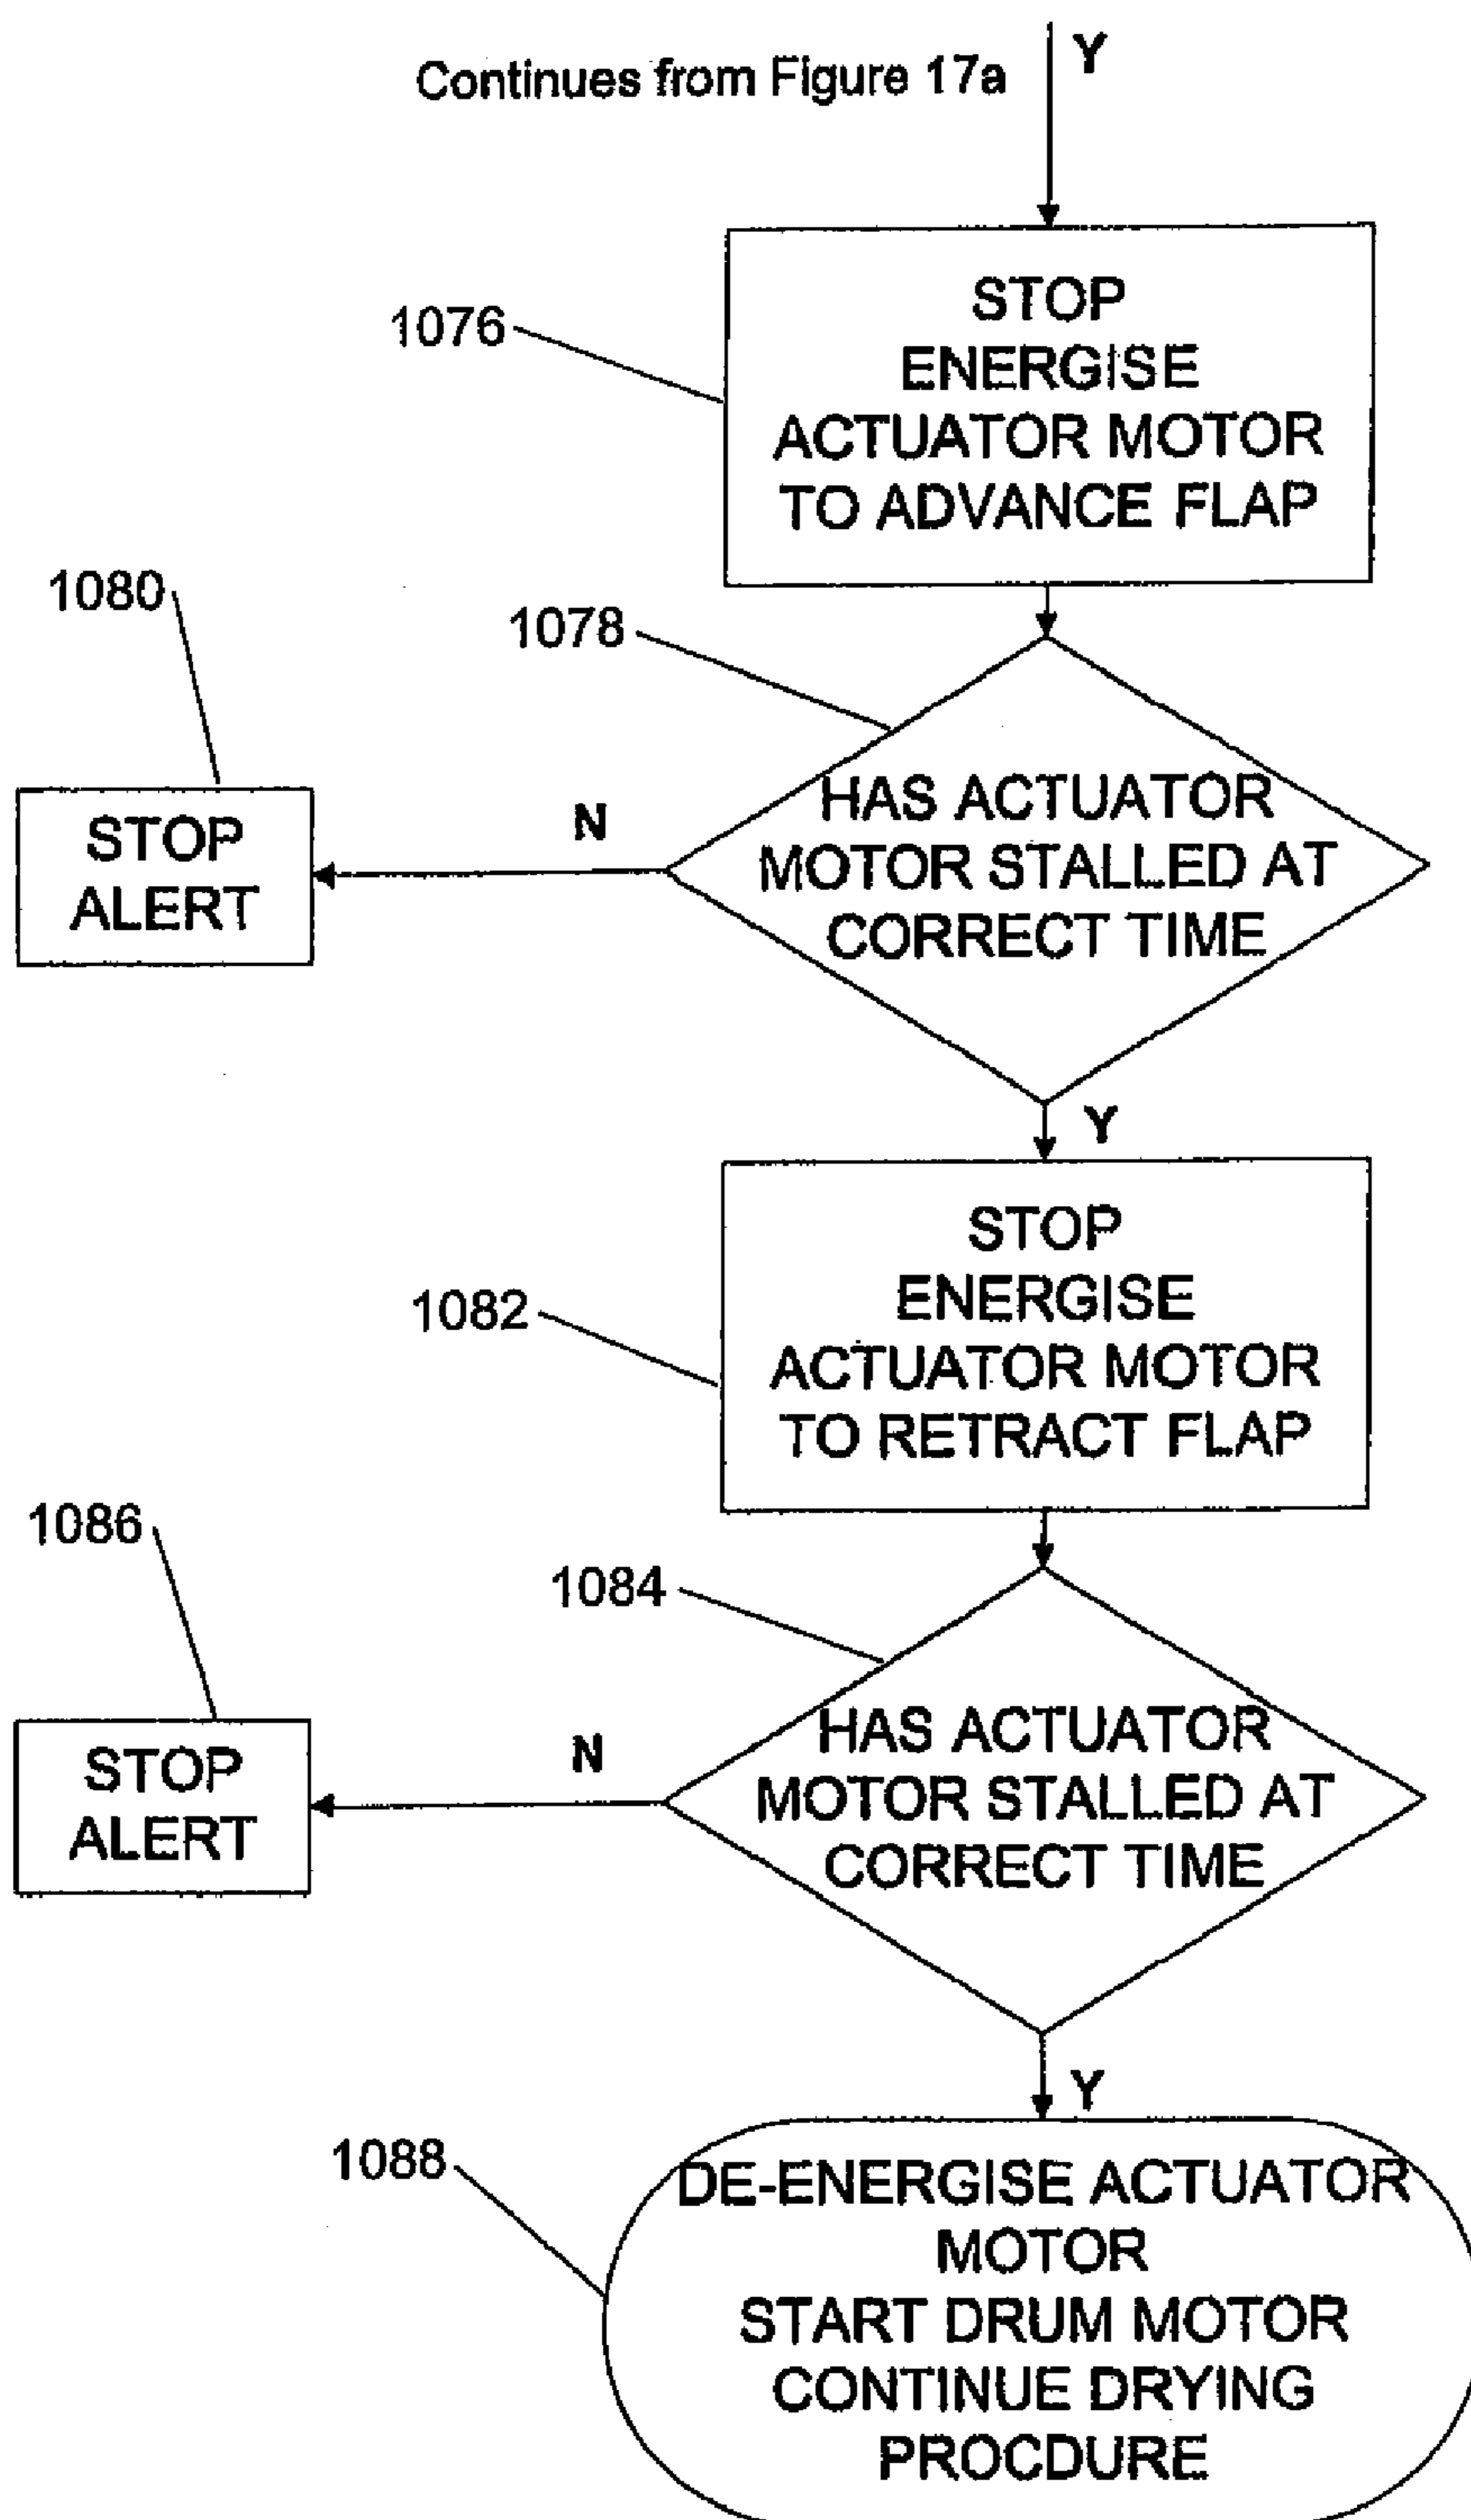 Continues from Figure 17a
Y
1076
STOP
ENERGISE
ACTUATOR MOTOR
TO ADVANCE FLAP
1078
HAS ACTUATOR
MOTOR STALLED AT
CORRECT TIME
N
1080
STOP
ALERT
Y
1082
STOP
ENERGISE
ACTUATOR MOTOR
TO RETRACT FLAP
1084
HAS ACTUATOR
MOTOR STALLED AT
CORRECT TIME
N
1086
STOP
ALERT
Y
1088
DE-ENERGISE ACTUATOR
MOTOR
START DRUM MOTOR
CONTINUE DRYING
PROCDURE